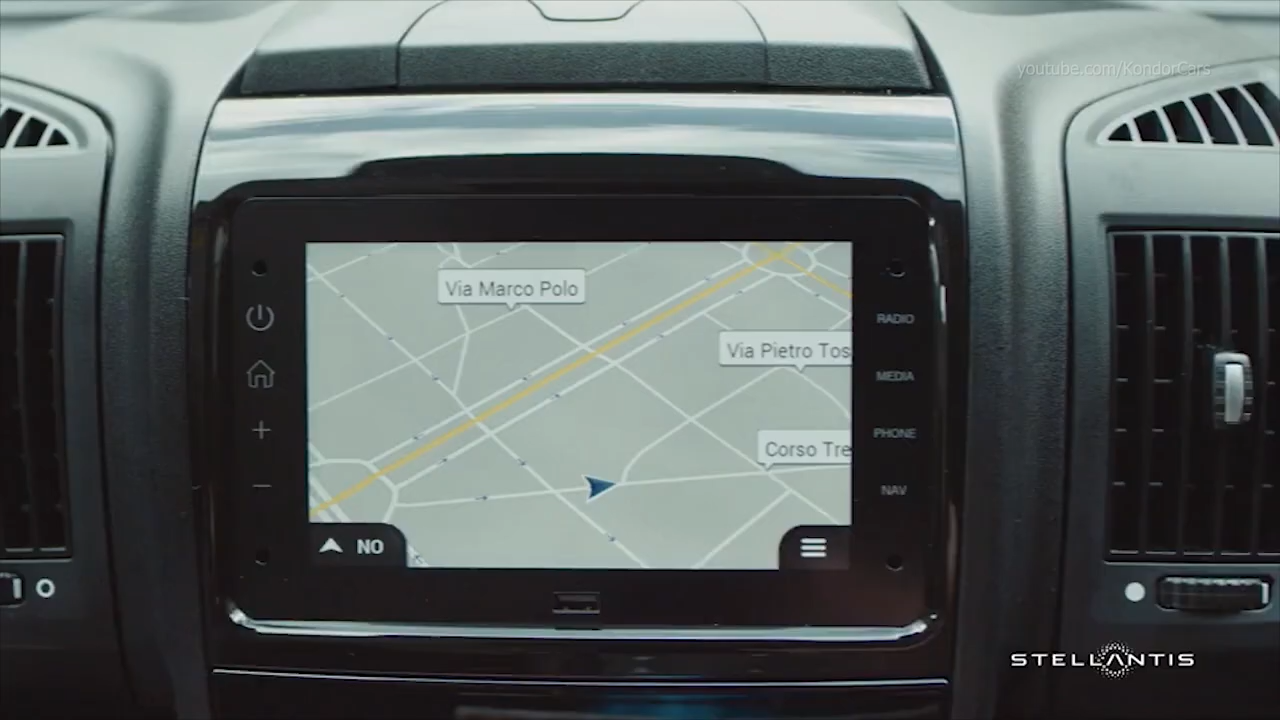 youtube.com/KondorCars
Via Marco Polo
RADIO
Via Pietro Tos
MEDIA
PHONE
Corso Tre
NAV
NO
STELLANTIS